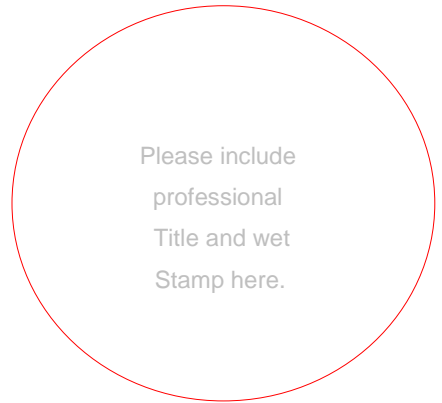 Please include
professional
Title and wet
Stamp here.